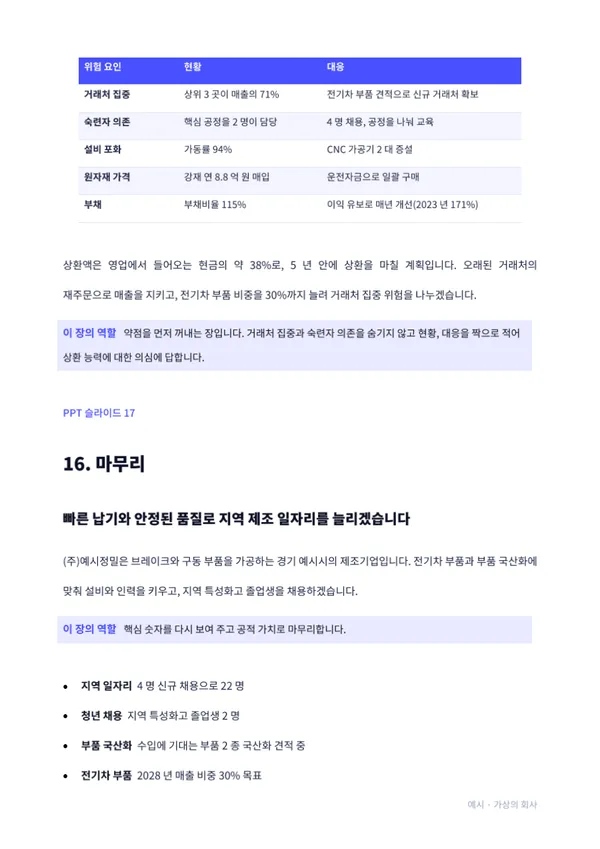 위험 요인 현황 대응
거래처 집중 상위 3 곳이 매출의 71% 전기차 부품 견적으로 신규 거래처 확보
숙련자 의존 핵심 공정을 2 명이 담당 4 명 채용, 공정을 나눠 교육
설비 포화 가동률 94% CNC 가공기 2 대 증설
원자재 가격 강재 연 8.8 억 원 매입 운전자금으로 일괄 구매
부채 부채비율 115% 이익 유보로 매년 개선(2023 년 171%)
상환액은 영업에서 들어오는 현금의 약 38%로, 5 년 안에 상환을 마칠 계획입니다. 오래된 거래처의
재주문으로 매출을 지키고, 전기차 부품 비중을 30%까지 늘려 거래처 집중 위험을 나누겠습니다.
이 장의 역할 약점을 먼저 꺼내는 장입니다. 거래처 집중과 숙련자 의존을 숨기지 않고 현황, 대응을 짝으로 적어
상환 능력에 대한 의심에 답합니다.
PPT 슬라이드 17
16. 마무리
빠른 납기와 안정된 품질로 지역 제조 일자리를 늘리겠습니다
(주)예시정밀은 브레이크와 구동 부품을 가공하는 경기 예시시의 제조기업입니다. 전기차 부품과 부품 국산화에
맞춰 설비와 인력을 키우고, 지역 특성화고 졸업생을 채용하겠습니다.
이 장의 역할 핵심 숫자를 다시 보여 주고 공적 가치로 마무리합니다.
• 지역 일자리 4 명 신규 채용으로 22 명
• 청년 채용 지역 특성화고 졸업생 2 명
• 부품 국산화 수입에 기대는 부품 2 종 국산화 견적 중
• 전기차 부품 2028 년 매출 비중 30% 목표
예시 · 가상의 회사